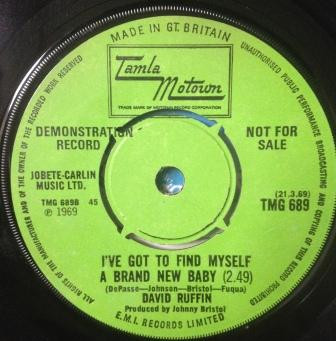 MADE IN GT. BRITAIN
Tamla
Motown
TRADE MARK OF MOTOWN RECORD CORPORATION
DEMONSTRATION
RECORD
NOT FOR
SALE
JOBETE-CARLIN
MUSIC LTD.
TMG 689B 45
℗ 1969
(21.3.69)
TMG 689
I'VE GOT TO FIND MYSELF
A BRAND NEW BABY (2.49)
(DePasse—Johnson—Bristol—Fuqua)
DAVID RUFFIN
Produced by Johnny Bristol
E.M.I. RECORDS LIMITED
ALL RIGHTS OF THE MANUFACTURER AND OF THE OWNER OF THE RECORDED WORK RESERVED
UNAUTHORISED PUBLIC PERFORMANCE BROADCASTING AND COPYING OF THIS RECORD PROHIBITED